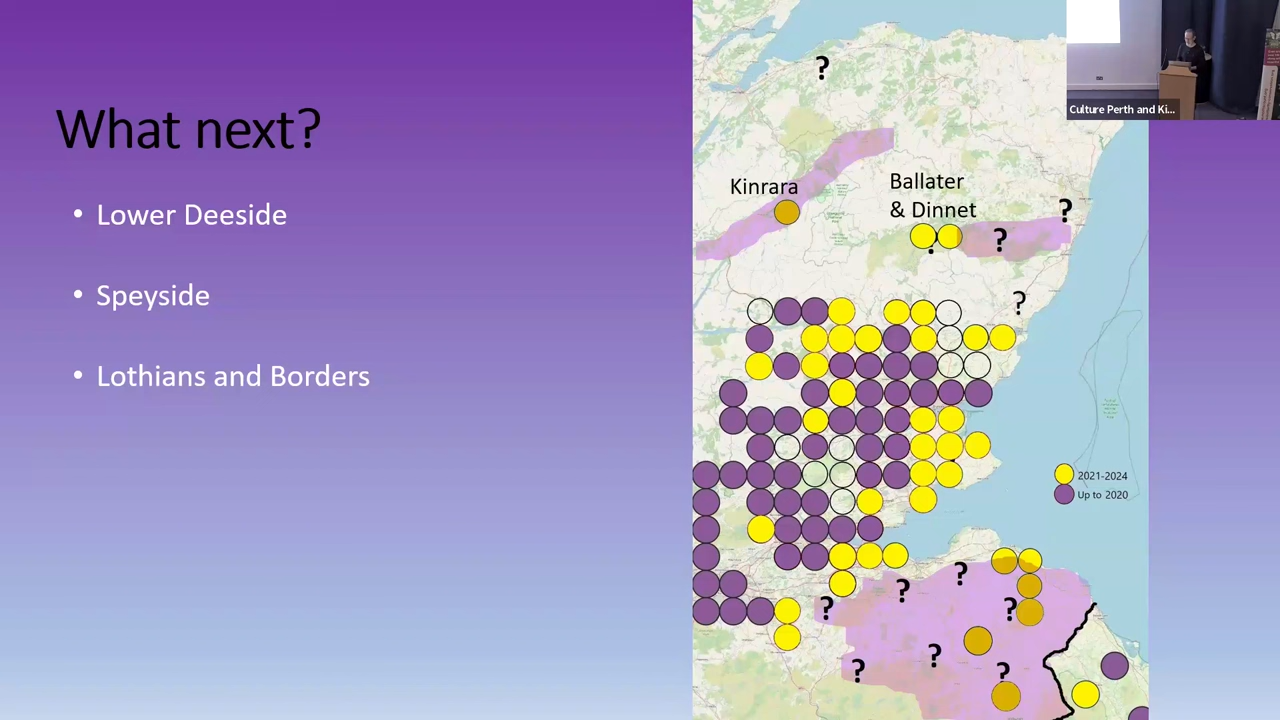 What next?
• Lower Deeside
• Speyside
• Lothians and Borders
?
Kinrara
Ballater
& Dinnet
?
?
?
?
2021-2024
Up to 2020
?
?
?
?
?
?
?
Culture Perth and Ki...